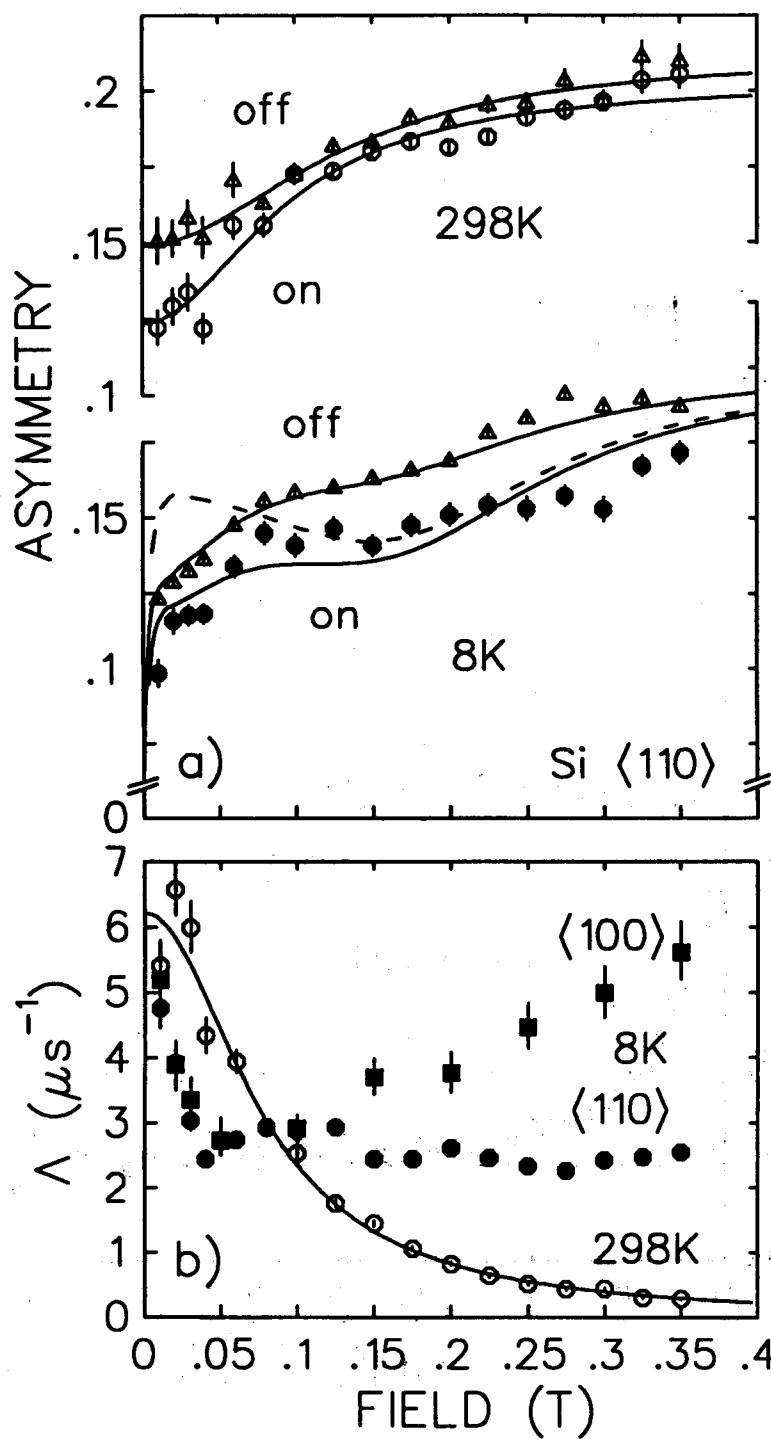 .2
off
298K
.15
on
.1
off
.15
on
8K
.1
a)
Si ⟨110⟩
0
ASYMMETRY
7
⟨100⟩
6
5
8K
4
⟨110⟩
3
2
298K
1
b)
0
Λ (μs⁻¹)
0 .05 .1 .15 .2 .25 .3 .35 .4
FIELD (T)